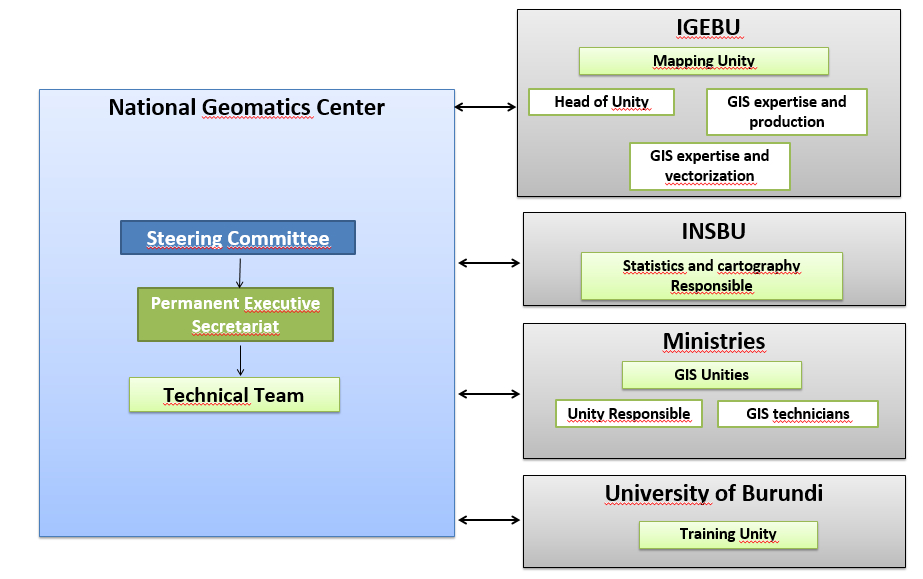 National Geomatics Center
Steering Committee
Permanent Executive
Secretariat
Technical Team
IGEBU
Mapping Unity
Head of Unity
GIS expertise and
production
GIS expertise and
vectorization
INSBU
Statistics and cartography
Responsible
Ministries
GIS Unities
Unity Responsible
GIS technicians
University of Burundi
Training Unity